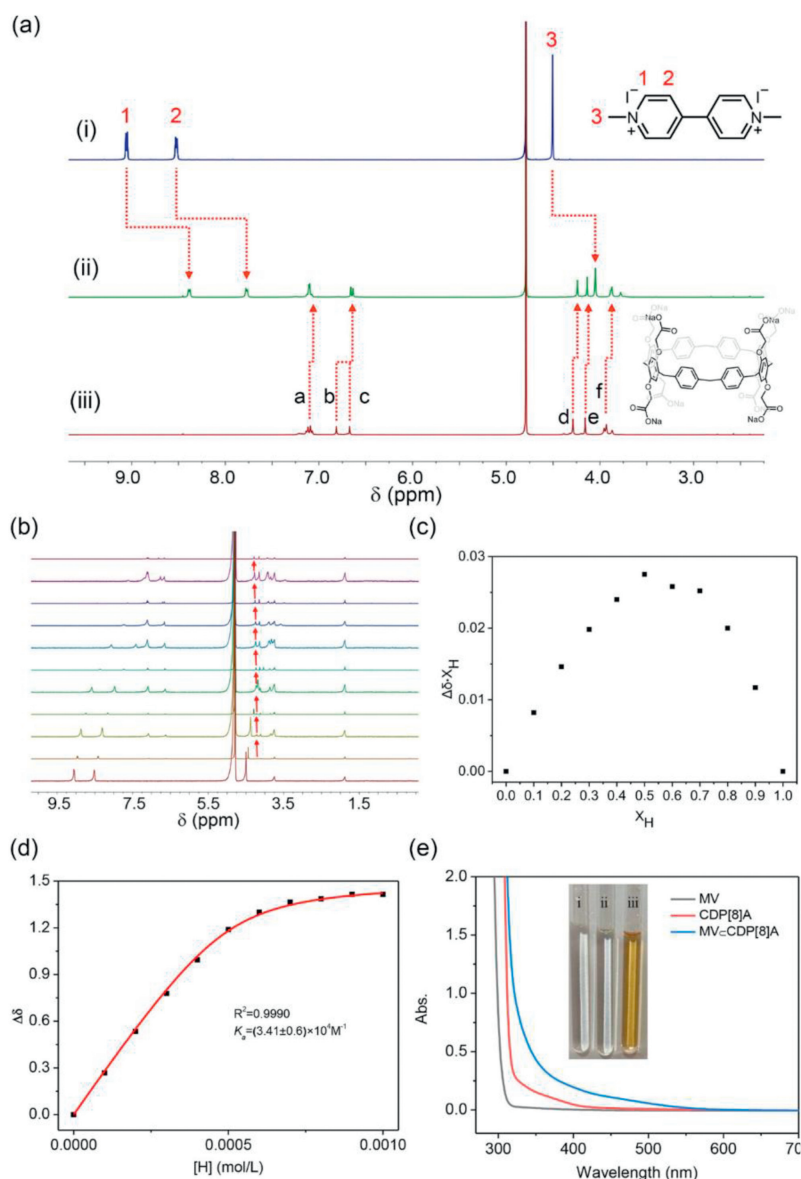 (a)
3
1 2
1 2
I⁻ I⁻
3
N
+
N
+
(i)
(ii)
ONa
ONa
NaO O
O ONa
(iii)
a b c d e f
NaO
O
ONa
O
ONa
9.0 8.0 7.0 6.0 5.0 4.0 3.0
δ (ppm)
(b)
9.5 7.5 5.5 3.5 1.5
δ (ppm)
(c)
0.03
0.02
0.01
0.00
Δδ·X_H
0.0 0.1 0.2 0.3 0.4 0.5 0.6 0.7 0.8 0.9 1.0
X_H
(d)
1.5
1.2
0.9
0.6
0.3
0.0
Δδ
R²=0.9990
K_a=(3.41±0.6)×10⁴M⁻¹
0.0000 0.0005 0.0010
[H] (mol/L)
(e)
2.0
1.5
1.0
0.5
0.0
Abs.
i ii iii
MV
CDP[8]A
MV⊂CDP[8]A
300 400 500 600 70
Wavelength (nm)